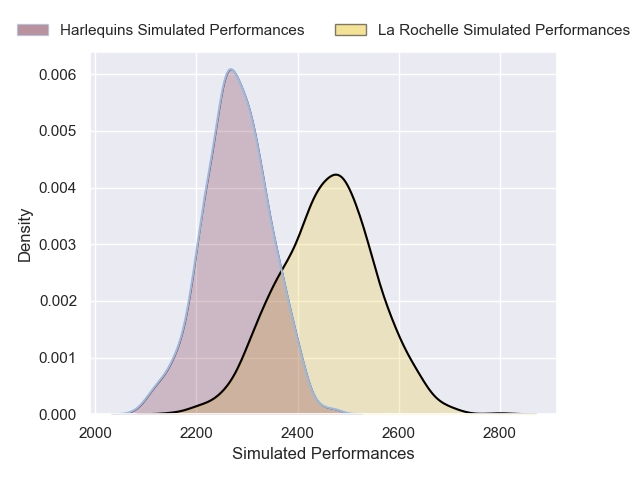 Harlequins Simulated Performances La Rochelle Simulated Performances
0.006
0.005
0.004
0.003
0.002
0.001
0.000
Density
2000 2200 2400 2600 2800
Simulated Performances